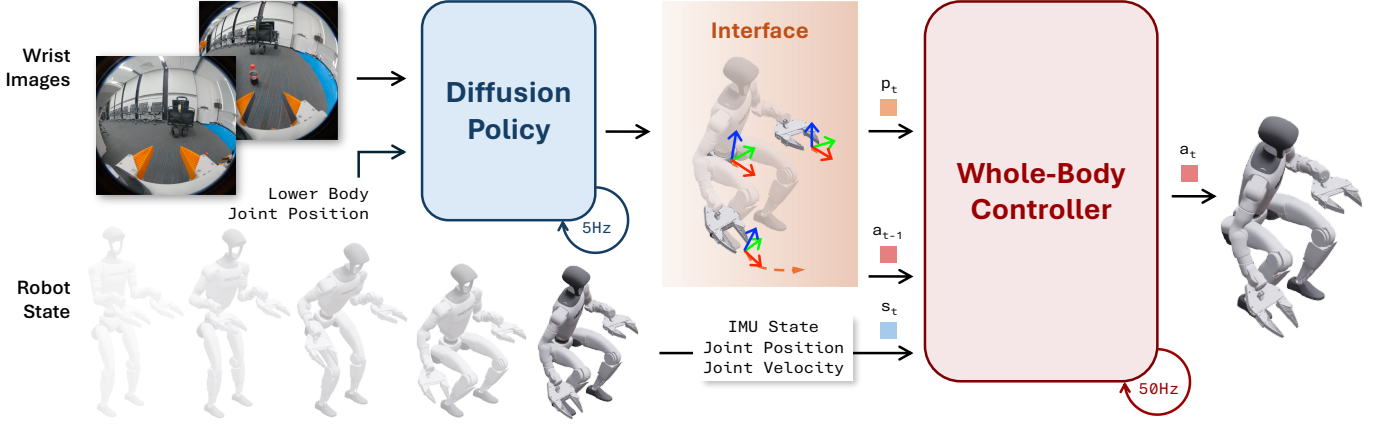 Wrist
Images
Diffusion
Policy
Lower Body
Joint Position
5Hz
Interface
p_t
Whole-Body
Controller
a_t
a_{t-1}
Robot
State
IMU State
Joint Position
Joint Velocity
s_t
50Hz